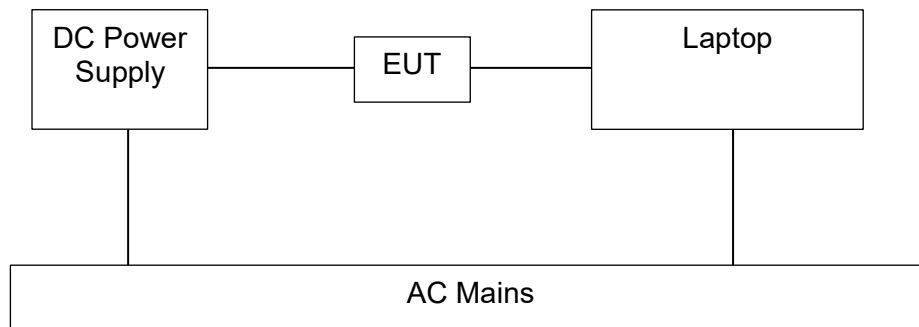 DC Power
Supply
EUT
Laptop
AC Mains